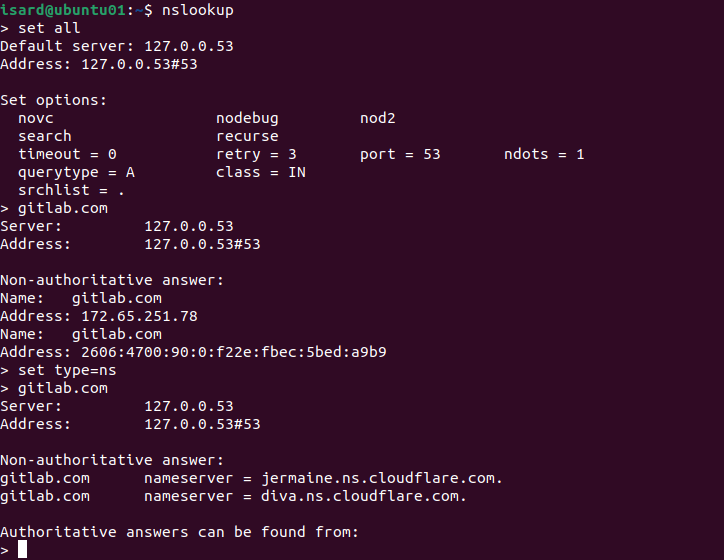 isard@ubuntu01:~$ nslookup
> set all
Default server: 127.0.0.53
Address: 127.0.0.53#53

Set options:
  novc                  nodebug         nod2
  search                recurse
  timeout = 0           retry = 3       port = 53       ndots = 1
  querytype = A         class = IN
  srchlist = .
> gitlab.com
Server:         127.0.0.53
Address:        127.0.0.53#53

Non-authoritative answer:
Name:   gitlab.com
Address: 172.65.251.78
Name:   gitlab.com
Address: 2606:4700:90:0:f22e:fbec:5bed:a9b9
> set type=ns
> gitlab.com
Server:         127.0.0.53
Address:        127.0.0.53#53

Non-authoritative answer:
gitlab.com      nameserver = jermaine.ns.cloudflare.com.
gitlab.com      nameserver = diva.ns.cloudflare.com.

Authoritative answers can be found from:
>